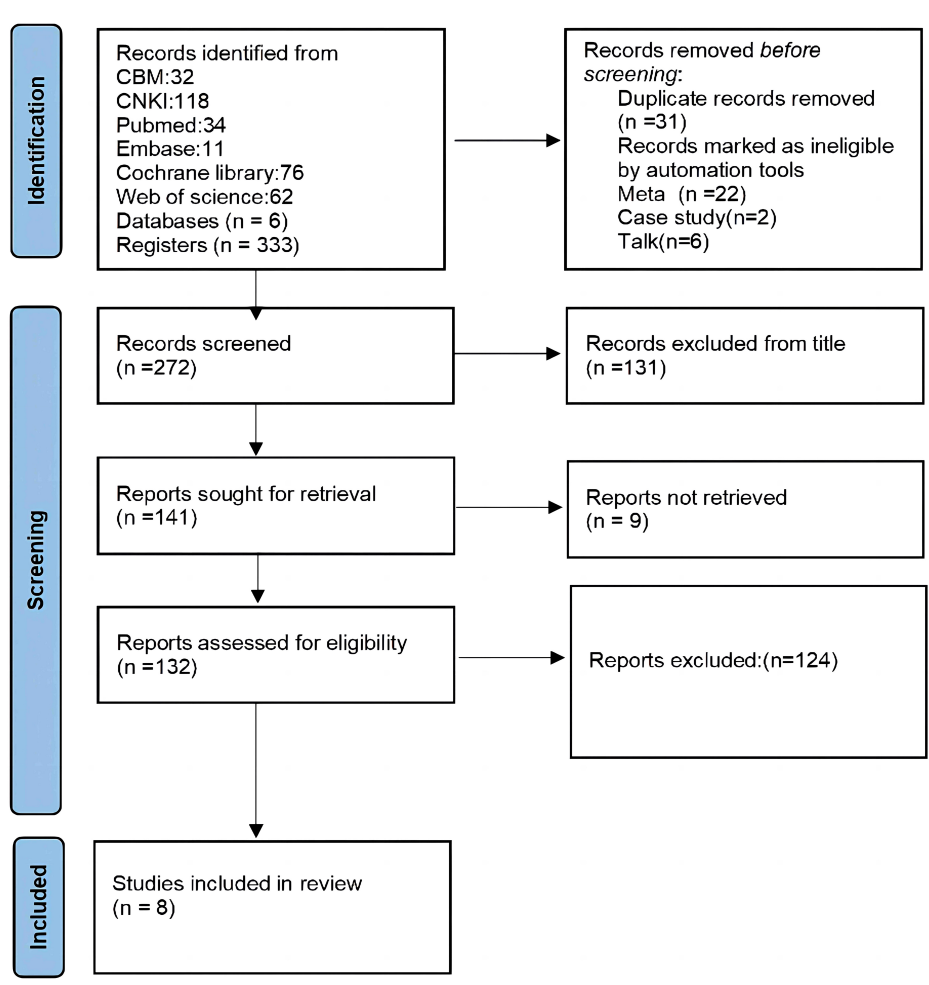 Identification
Records identified from
CBM:32
CNKI:118
Pubmed:34
Embase:11
Cochrane library:76
Web of science:62
Databases (n = 6)
Registers (n = 333)
Records removed before
screening:
Duplicate records removed
(n =31)
Records marked as ineligible
by automation tools
Meta (n =22)
Case study(n=2)
Talk(n=6)
Screening
Records screened
(n =272)
Records excluded from title
(n =131)
Reports sought for retrieval
(n =141)
Reports not retrieved
(n = 9)
Reports assessed for eligibility
(n =132)
Reports excluded:(n=124)
Included
Studies included in review
(n = 8)